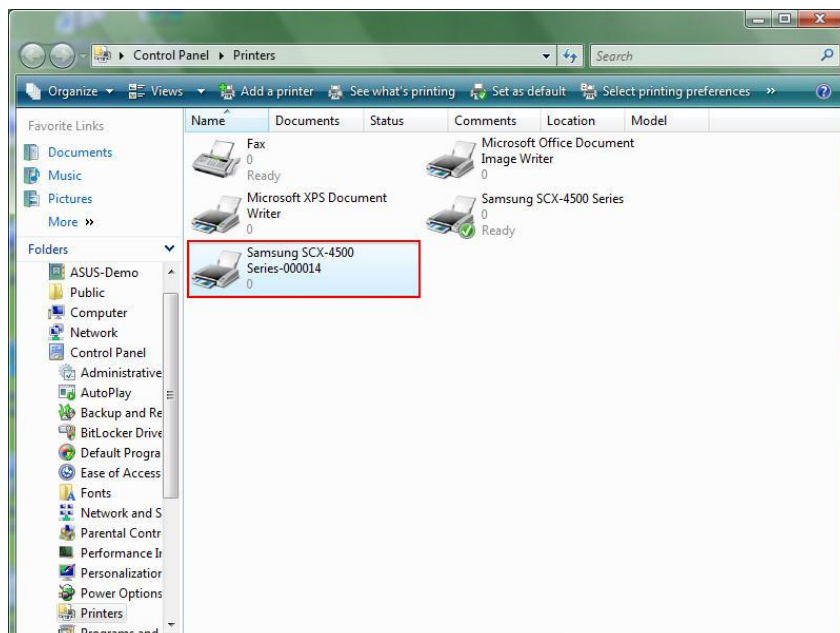 Control Panel Printers
Search
Organize Views Add a printer See what's printing Set as default Select printing preferences »
Favorite Links
Documents
Music
Pictures
More »
Folders
ASUS-Demo
Public
Computer
Network
Control Panel
Administrative
AutoPlay
Backup and Re
BitLocker Drive
Default Progra
Ease of Access
Fonts
Network and S
Parental Contr
Performance Ir
Personalization
Power Options
Printers
Programs and
Name Documents Status Comments Location Model
Fax
0
Ready
Microsoft Office Document
Image Writer
0
Microsoft XPS Document
Writer
0
Samsung SCX-4500 Series
0
Ready
Samsung SCX-4500
Series-000014
0